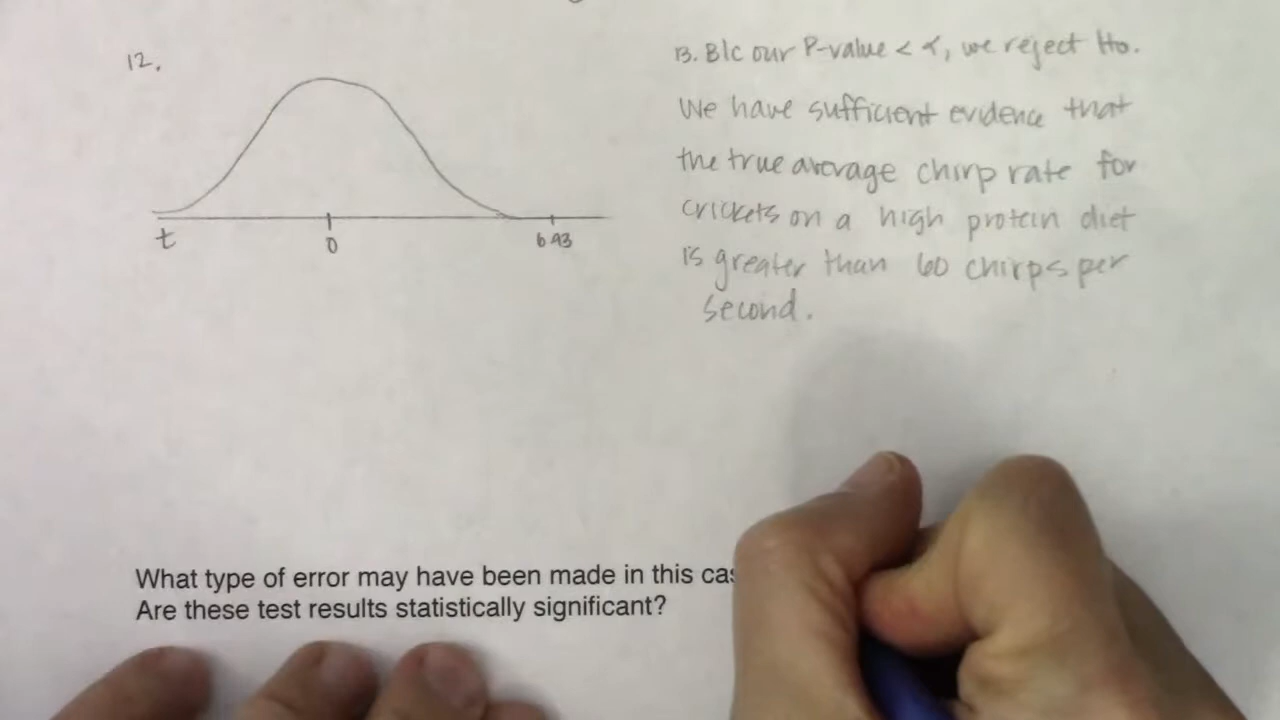 12.
t
0
6.93
13. B/c our P-value < α, we reject Ho.
We have sufficient evidence that
the true average chirp rate for
crickets on a high protein diet
is greater than 60 chirps per
second.
What type of error may have been made in this
Are these test results statistically significant?